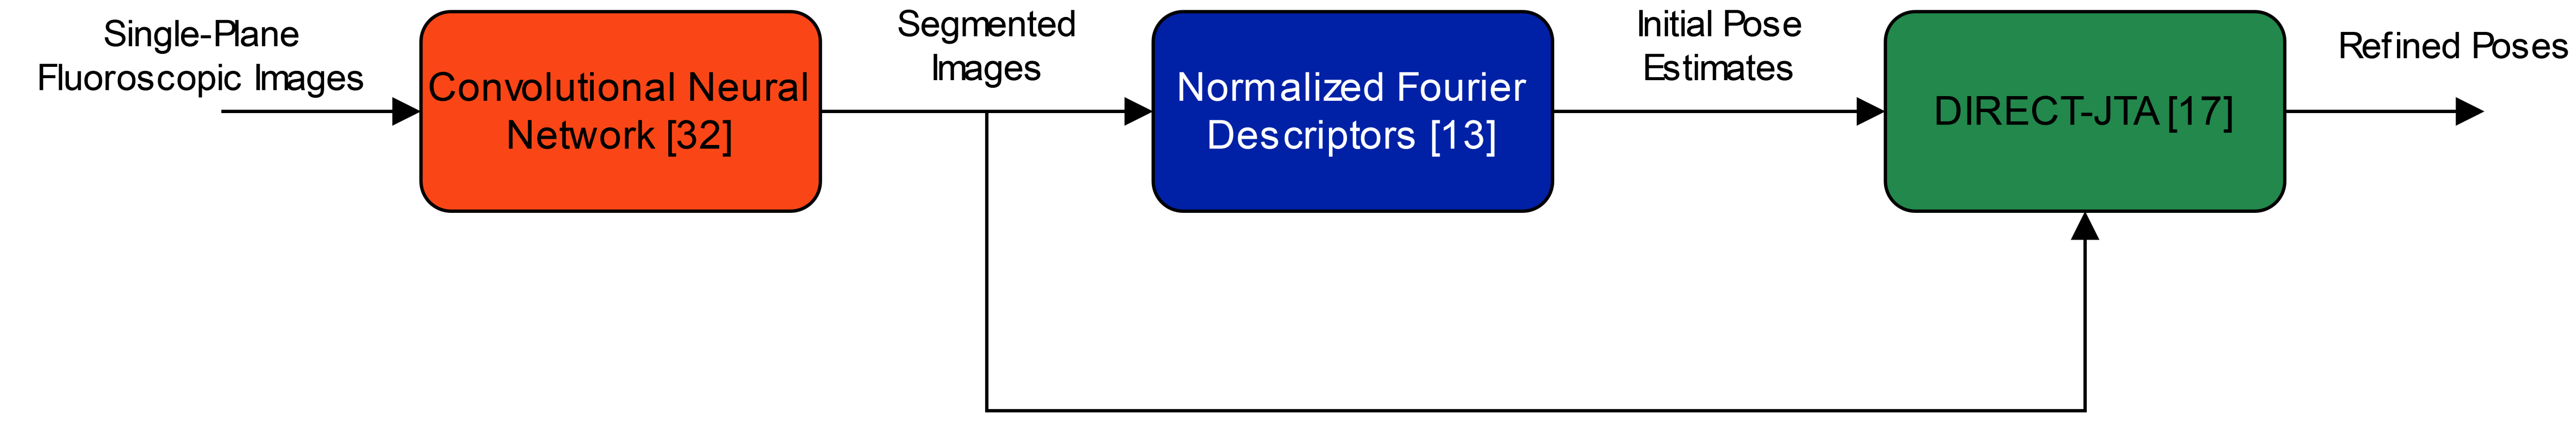 Single-Plane
Fluoroscopic Images
Convolutional Neural
Network [32]
Segmented
Images
Normalized Fourier
Descriptors [13]
Initial Pose
Estimates
DIRECT-JTA [17]
Refined Poses